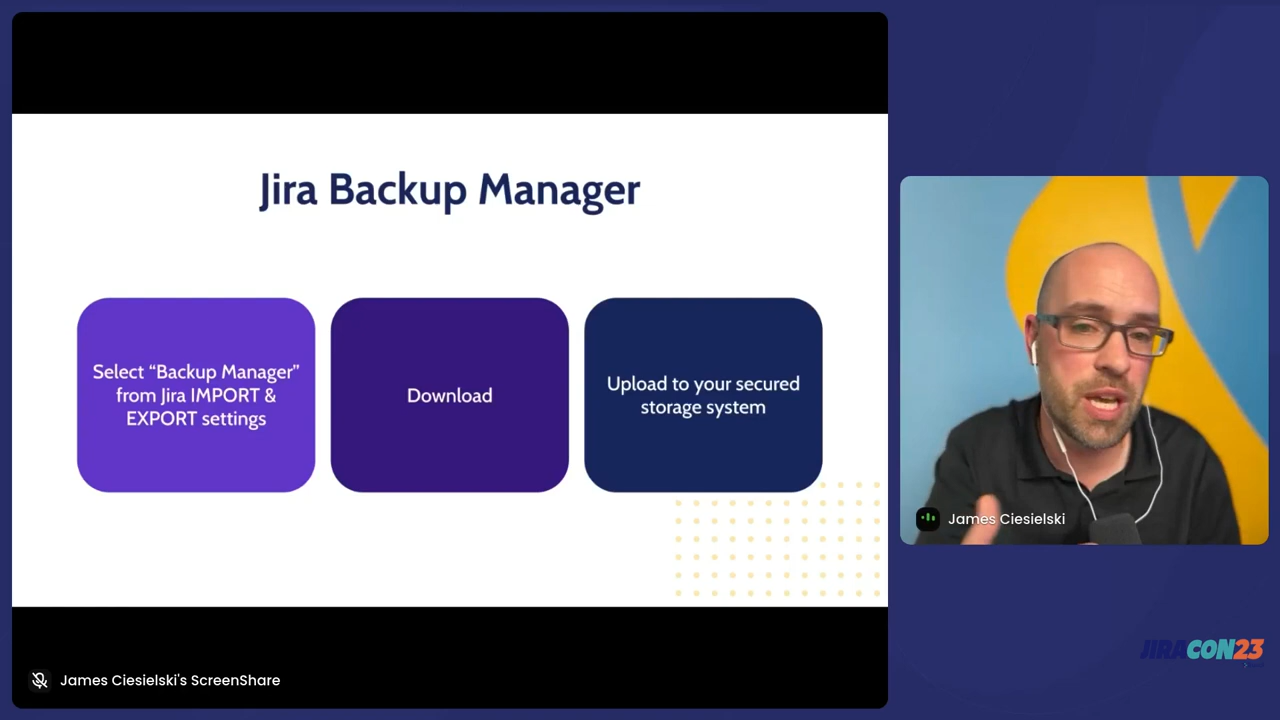 Jira Backup Manager
Select “Backup Manager”
from Jira IMPORT &
EXPORT settings
Download
Upload to your secured
storage system
James Ciesielski
James Ciesielski's ScreenShare
JIRACON23